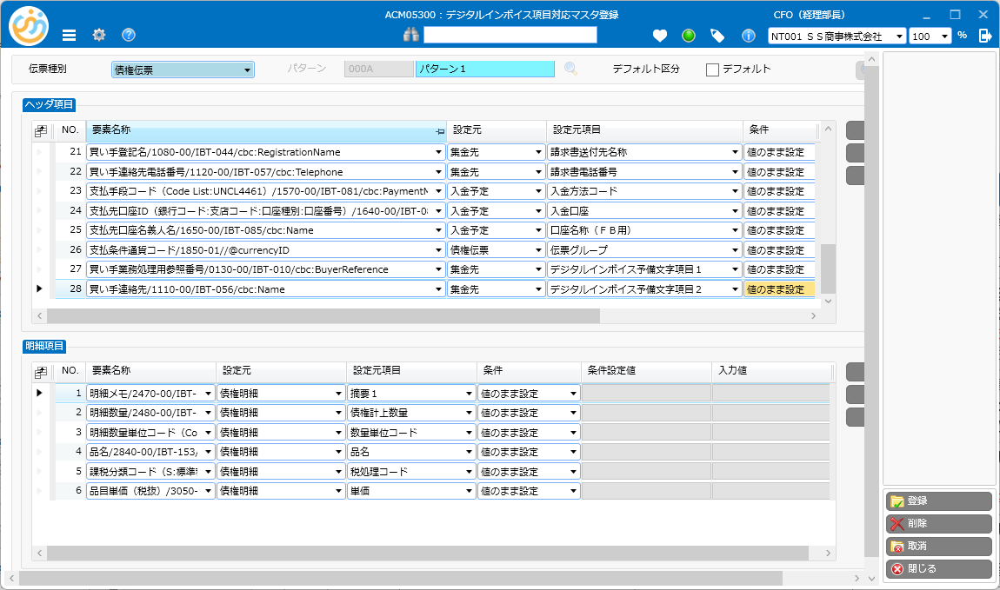 ACM05300：デジタルインボイス項目対応マスタ登録
CFO（経理部長）
NT001 ＳＳ商事株式会社
100
%
伝票種別
債権伝票
パターン
000A
パターン１
デフォルト区分
デフォルト
ヘッダ項目
NO. 要素名称 設定元 設定元項目 条件
21 買い手登記名/1080-00/IBT-044/cbc:RegistrationName 集金先 請求書送付先名称 値のまま設定
22 買い手連絡先電話番号/1120-00/IBT-057/cbc:Telephone 集金先 請求書電話番号 値のまま設定
23 支払手段コード（Code List:UNCL4461）/1570-00/IBT-081/cbc:PaymentM 入金予定 入金方法コード 値のまま設定
24 支払先口座ID（銀行コード:支店コード:口座種別:口座番号）/1640-00/IBT-08 入金予定 入金口座 値のまま設定
25 支払先口座名義人名/1650-00/IBT-085/cbc:Name 入金予定 口座名称（ＦＢ用） 値のまま設定
26 支払条件通貨コード/1850-01//@currencyID 債権伝票 伝票グループ 値のまま設定
27 買い手業務処理用参照番号/0130-00/IBT-010/cbc:BuyerReference 集金先 デジタルインボイス予備文字項目１ 値のまま設定
28 買い手連絡先/1110-00/IBT-056/cbc:Name 集金先 デジタルインボイス予備文字項目２ 値のまま設定
明細項目
NO. 要素名称 設定元 設定元項目 条件 条件設定値 入力値
1 明細メモ/2470-00/IBT- 債権明細 摘要１ 値のまま設定
2 明細数量/2480-00/IBT- 債権明細 債権計上数量 値のまま設定
3 明細数量単位コード（Co 債権明細 数量単位コード 値のまま設定
4 品名/2840-00/IBT-153/ 債権明細 品名 値のまま設定
5 課税分類コード（S:標準 債権明細 税処理コード 値のまま設定
6 品目単価（税抜）/3050- 債権明細 単価 値のまま設定
登録
削除
取消
閉じる